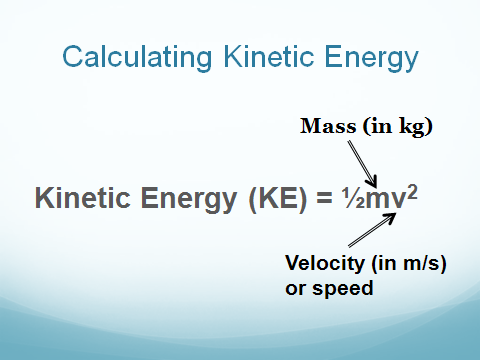 Calculating Kinetic Energy
Mass (in kg)
Kinetic Energy (KE) = ½mv²
Velocity (in m/s)
or speed